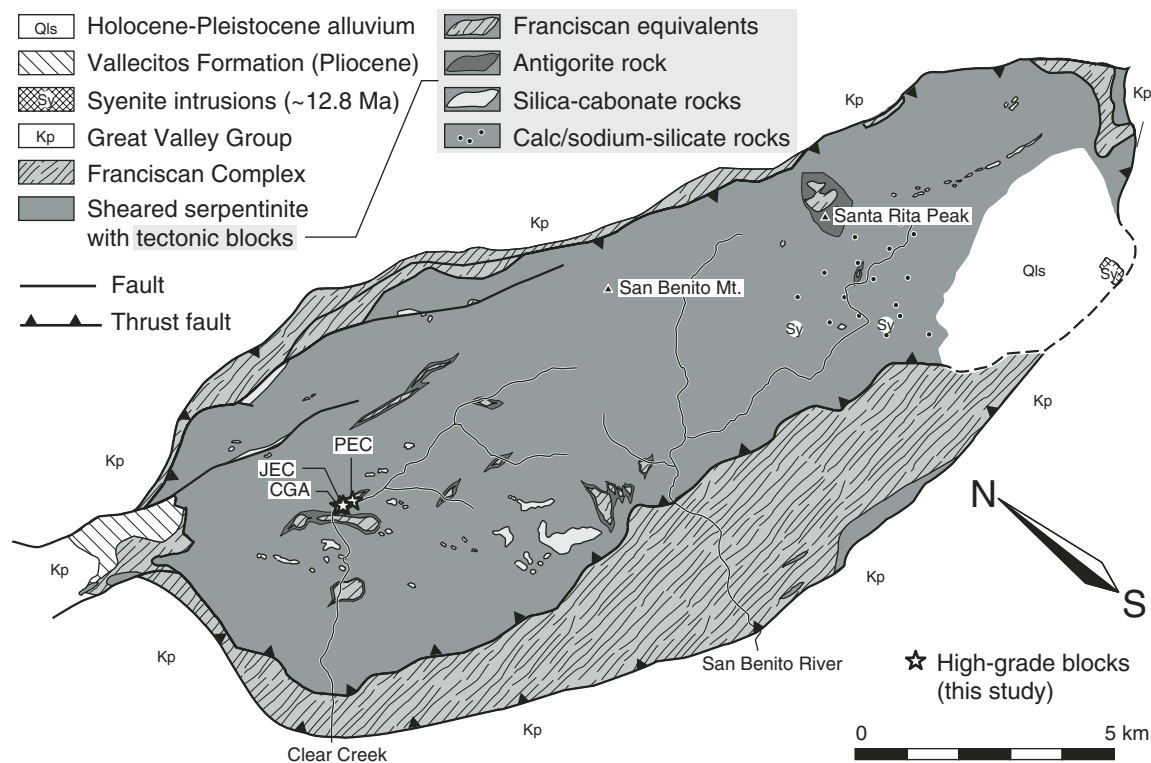 Qls Holocene-Pleistocene alluvium
Vallecitos Formation (Pliocene)
Sy Syenite intrusions (~12.8 Ma)
Kp Great Valley Group
Franciscan Complex
Sheared serpentinite
with tectonic blocks
Fault
Thrust fault
Franciscan equivalents
Antigorite rock
Silica-cabonate rocks
Calc/sodium-silicate rocks
Kp
Kp
Kp
Santa Rita Peak
San Benito Mt.
Qls
Sy
Sy
Sy
Kp
Kp
PEC
JEC
CGA
Kp
Kp
Kp
Kp
N
S
San Benito River
Clear Creek
High-grade blocks
(this study)
0 5 km